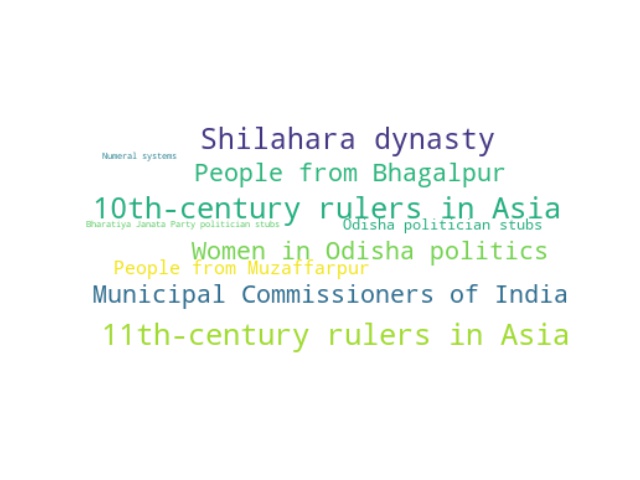 Shilahara dynasty
Numeral systems
People from Bhagalpur
10th-century rulers in Asia
Bharatiya Janata Party politician stubs
Odisha politician stubs
Women in Odisha politics
People from Muzaffarpur
Municipal Commissioners of India
11th-century rulers in Asia